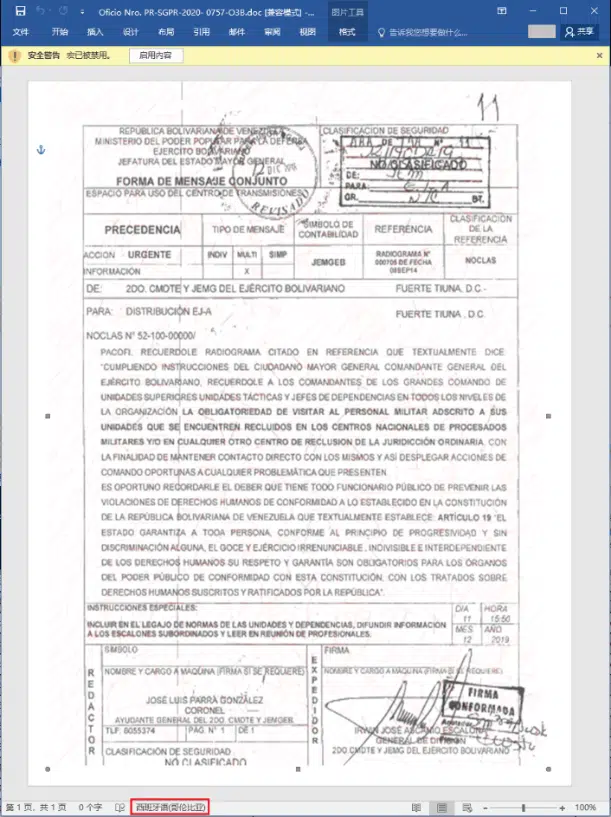 Oficio Nro. PR-SGPR-2020- 0757-O3B.doc [兼容模式] -...
图片工具
文件 开始 插入 设计 布局 引用 邮件 审阅 视图 格式 告诉我您想要做什么... 共享
安全警告 宏已被禁用。 启用内容
11
REPÚBLICA BOLIVARIANA DE VENEZUELA
MINISTERIO DEL PODER POPULAR PARA LA DEFENSA
EJERCITO BOLIVARIANO
JEFATURA DEL ESTADO MAYOR GENERAL
FORMA DE MENSAJE CONJUNTO
ESPACIO PARA USO DEL CENTRO DE TRANSMISIONES
12 DIC 2019
REVISADO
CLASIFICACION DE SEGURIDAD
NO CLASIFICADO
DE:
PARA:
GR. BT.
PRECEDENCIA
TIPO DE MENSAJE
SIMBOLO DE CONTABILIDAD
REFERENCIA
CLASIFICACIÓN DE LA REFERENCIA
ACCION - URGENTE
INDIV MULTI SIMP
JEMGEB
RADIOGRAMA N° 000705 DE FECHA 08SEP14
NOCLAS
INFORMACIÓN
X
DE: 2DO. CMOTE Y JEMG DEL EJÉRCITO BOLIVARIANO FUERTE TIUNA, D.C.-
PARA: DISTRIBUCIÓN EJ-A FUERTE TIUNA, D.C.
NOCLAS N° 52-100-00000/
PACOFI. RECUERDOLE RADIOGRAMA CITADO EN REFERENCIA QUE TEXTUALMENTE DICE:
"CUMPLIENDO INSTRUCCIONES DEL CIUDADANO MAYOR GENERAL COMANDANTE GENERAL DEL
EJÉRCITO BOLIVARIANO, RECUERDOLE A LOS COMANDANTES DE LOS GRANDES COMANDO DE
UNIDADES SUPERIORES UNIDADES TÁCTICAS Y JEFES DE DEPENDENCIAS EN TODOS LOS NIVELES DE
LA ORGANIZACIÓN LA OBLIGATORIEDAD DE VISITAR AL PERSONAL MILITAR ADSCRITO A SUS
UNIDADES QUE SE ENCUENTREN RECLUIDOS EN LOS CENTROS NACIONALES DE PROCESADOS
MILITARES Y/O EN CUALQUIER OTRO CENTRO DE RECLUSION DE LA JURIDICCIÓN ORDINARIA, CON
LA FINALIDAD DE MANTENER CONTACTO DIRECTO CON LOS MISMOS Y ASÍ DESPLEGAR ACCIONES DE
COMANDO OPORTUNAS A CUALQUIER PROBLEMÁTICA QUE PRESENTEN.
ES OPORTUNO RECORDARLE EL DEBER QUE TIENE TODO FUNCIONARIO PÚBLICO DE PREVENIR LAS
VIOLACIONES DE DERECHOS HUMANOS DE CONFORMIDAD A LO ESTABLECIDO EN LA CONSTITUCIÓN
DE LA REPÚBLICA BOLIVARIANA DE VENEZUELA QUE TEXTUALMENTE ESTABLECE: ARTÍCULO 19 "EL
ESTADO GARANTIZA A TODA PERSONA, CONFORME AL PRINCIPIO DE PROGRESIVIDAD Y SIN
DISCRIMINACIÓN ALGUNA, EL GOCE Y EJÉRCICIO IRRENUNCIABLE, INDIVISIBLE E INTERDEPENDIENTE
DE LOS DERECHOS HUMANOS SU RESPETO Y GARANTÍA SON OBLIGATORIOS PARA LOS ÓRGANOS
DEL PODER PÚBLICO DE CONFORMIDAD CON ESTA CONSTITUCIÓN, CON LOS TRATADOS SOBRE
DERECHOS HUMANOS SUSCRITOS Y RATIFICADOS POR LA REPÚBLICA".
INSTRUCCIONES ESPECIALES:
INCLUIR EN EL LEGAJO DE NORMAS DE LAS UNIDADES Y DEPENDENCIAS, DIFUNDIR INFORMACIÓN
A LOS ESCALONES SUBORDINADOS Y LEER EN REUNIÓN DE PROFESIONALES.
DIA HORA
11 15:50
MES AÑO
12 2019
REDACTOR
SÍMBOLO
NOMBRE Y CARGO A MAQUINA (FIRMA SI SE REQUIERE)
JOSÉ LUIS PARRA GONZÁLEZ
CORONEL
AYUDANTE GENERAL DEL 2DO. CMOTE Y JEMGEB.
TLF: 6055374 PÁG. N° 1 DE 1
CLASIFICACIÓN DE SEGURIDAD
NO CLASIFICADO
EXPEDIDOR
FIRMA
NOMBRE Y CARGO A MAQUINA (FIRMA SI SE REQUIERE)
FIRMA
CONFORMADA
IRWIN JOSÉ ASCANIO ESCALONA
GENERAL DE DIVISIÓN
2DO. CMOTE Y JEMG DEL EJÉRCITO BOLIVARIANO
第 1 页，共 1 页 0 个字 西班牙语(哥伦比亚) 100%